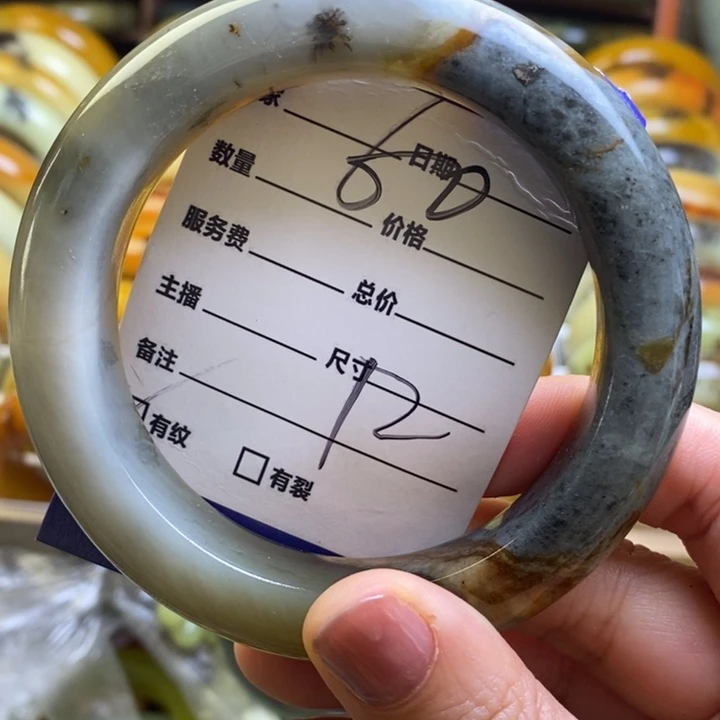 家 日期
数量 价格
60
服务费 总价
主播 尺寸
备注
12
有纹 □有裂